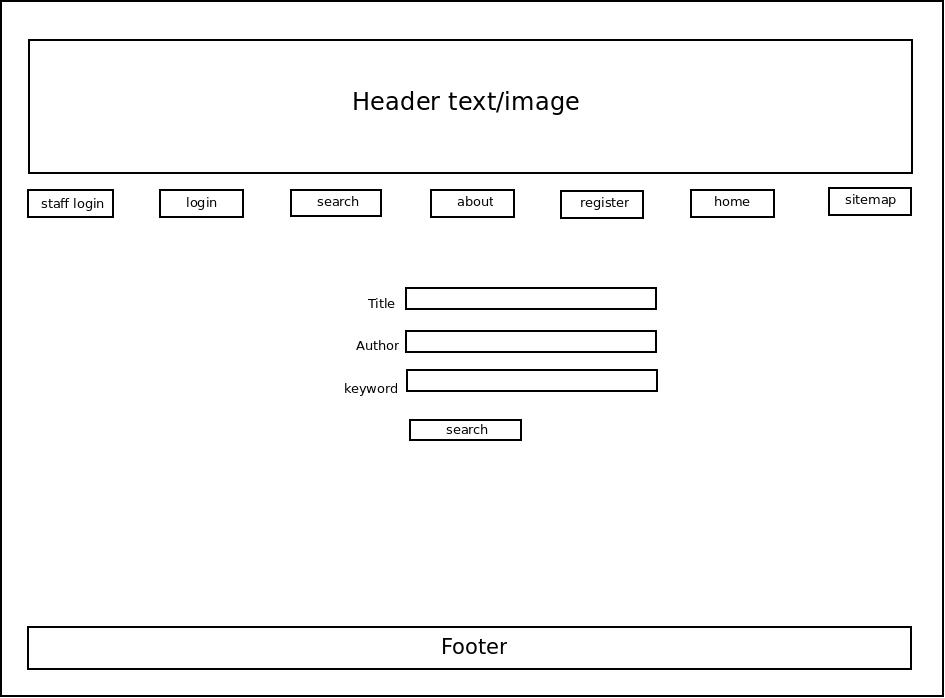 Header text/image
staff login
login
search
about
register
home
sitemap
Title
Author
keyword
search
Footer